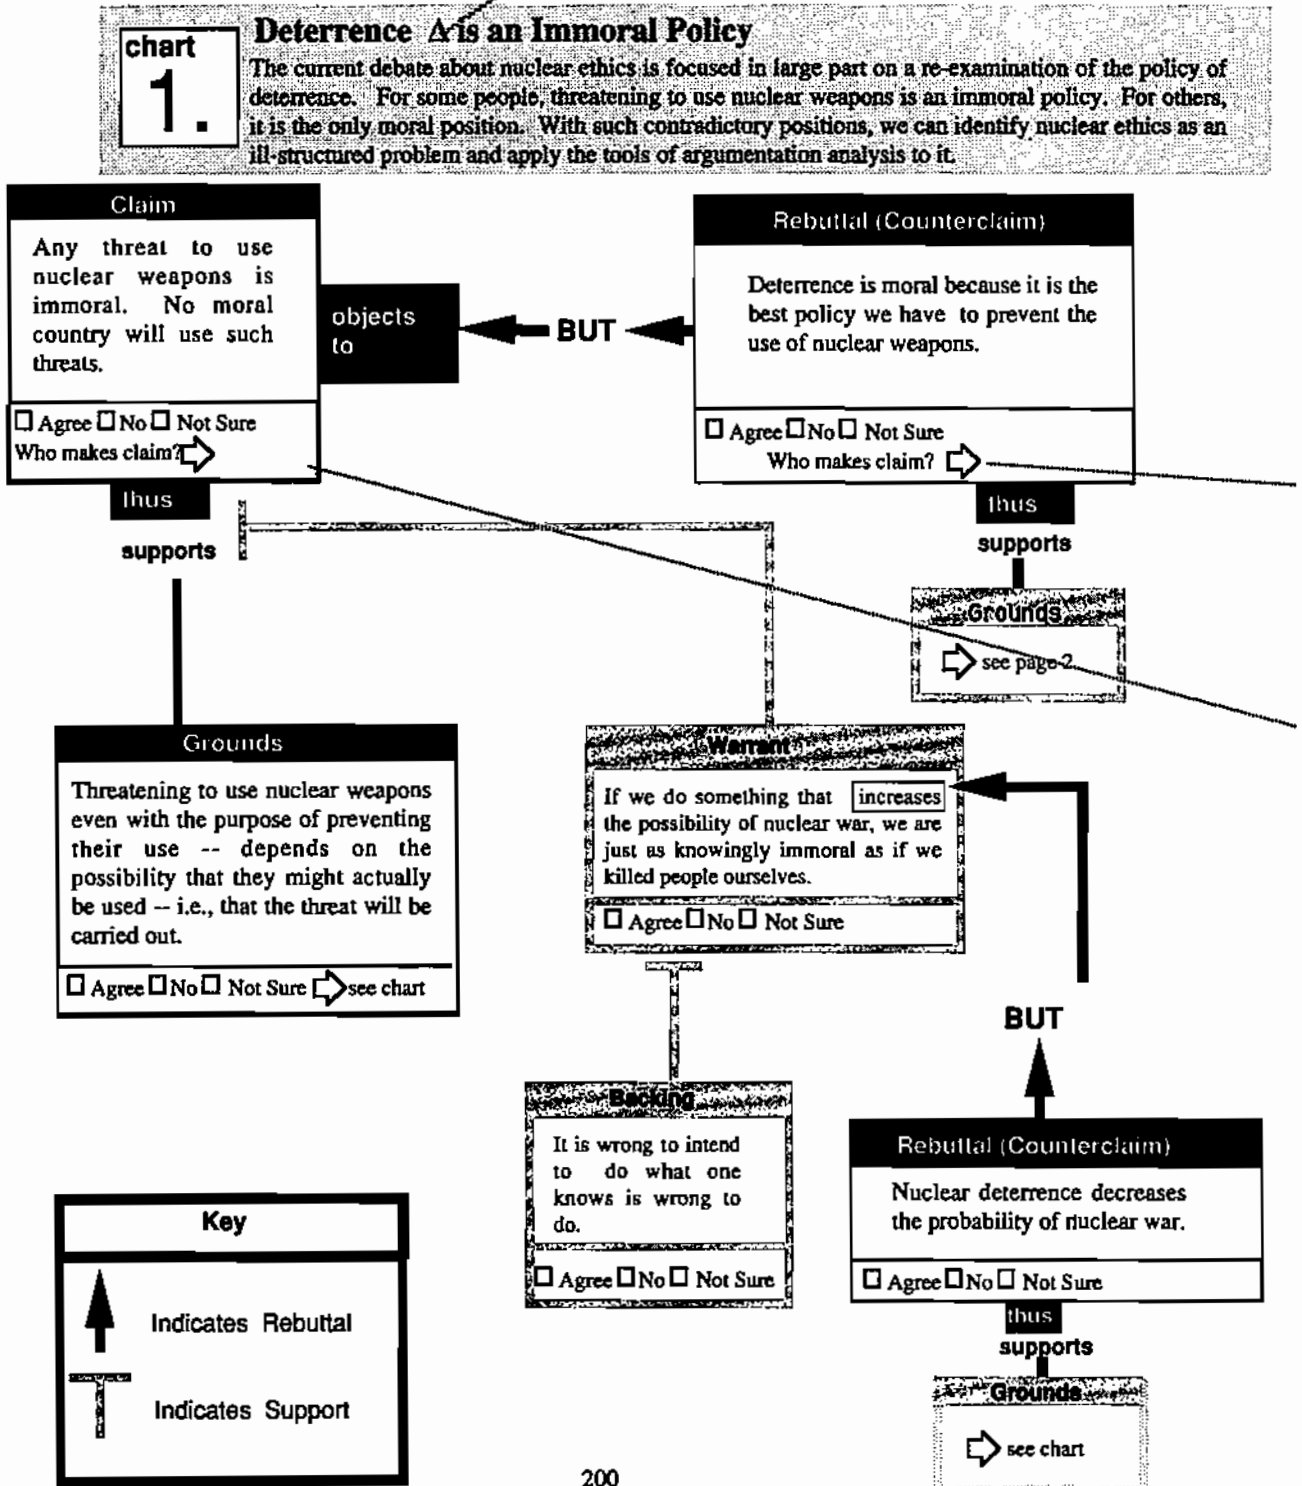 chart
1.
Deterrence is an Immoral Policy
The current debate about nuclear ethics is focused in large part on a re-examination of the policy of
deterrence. For some people, threatening to use nuclear weapons is an immoral policy. For others,
it is the only moral position. With such contradictory positions, we can identify nuclear ethics as an
ill-structured problem and apply the tools of argumentation analysis to it.
Claim
Any threat to use
nuclear weapons is
immoral. No moral
country will use such
threats.
Agree No Not Sure
Who makes claim?
objects
to
BUT
Rebuttal (Counterclaim)
Deterrence is moral because it is the
best policy we have to prevent the
use of nuclear weapons.
Agree No Not Sure
Who makes claim?
thus
supports
thus
supports
Grounds
see page 2
Grounds
Threatening to use nuclear weapons
even with the purpose of preventing
their use -- depends on the
possibility that they might actually
be used -- i.e., that the threat will be
carried out.
Agree No Not Sure see chart
Warrant
If we do something that increases
the possibility of nuclear war, we are
just as knowingly immoral as if we
killed people ourselves.
Agree No Not Sure
BUT
Backing
It is wrong to intend
to do what one
knows is wrong to
do.
Agree No Not Sure
Rebuttal (Counterclaim)
Nuclear deterrence decreases
the probability of nuclear war.
Agree No Not Sure
thus
supports
Grounds
see chart
Key
Indicates Rebuttal
Indicates Support
200